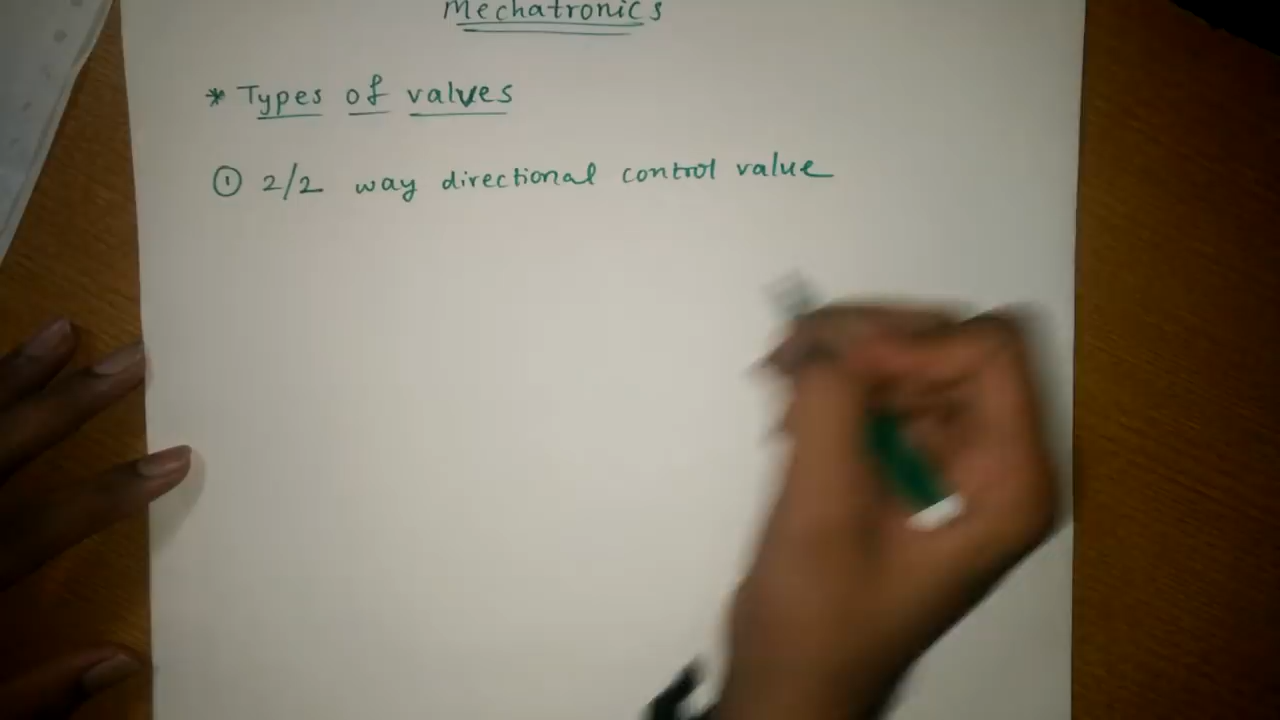 Mechatronics
* Types of valves
① 2/2 way directional control value